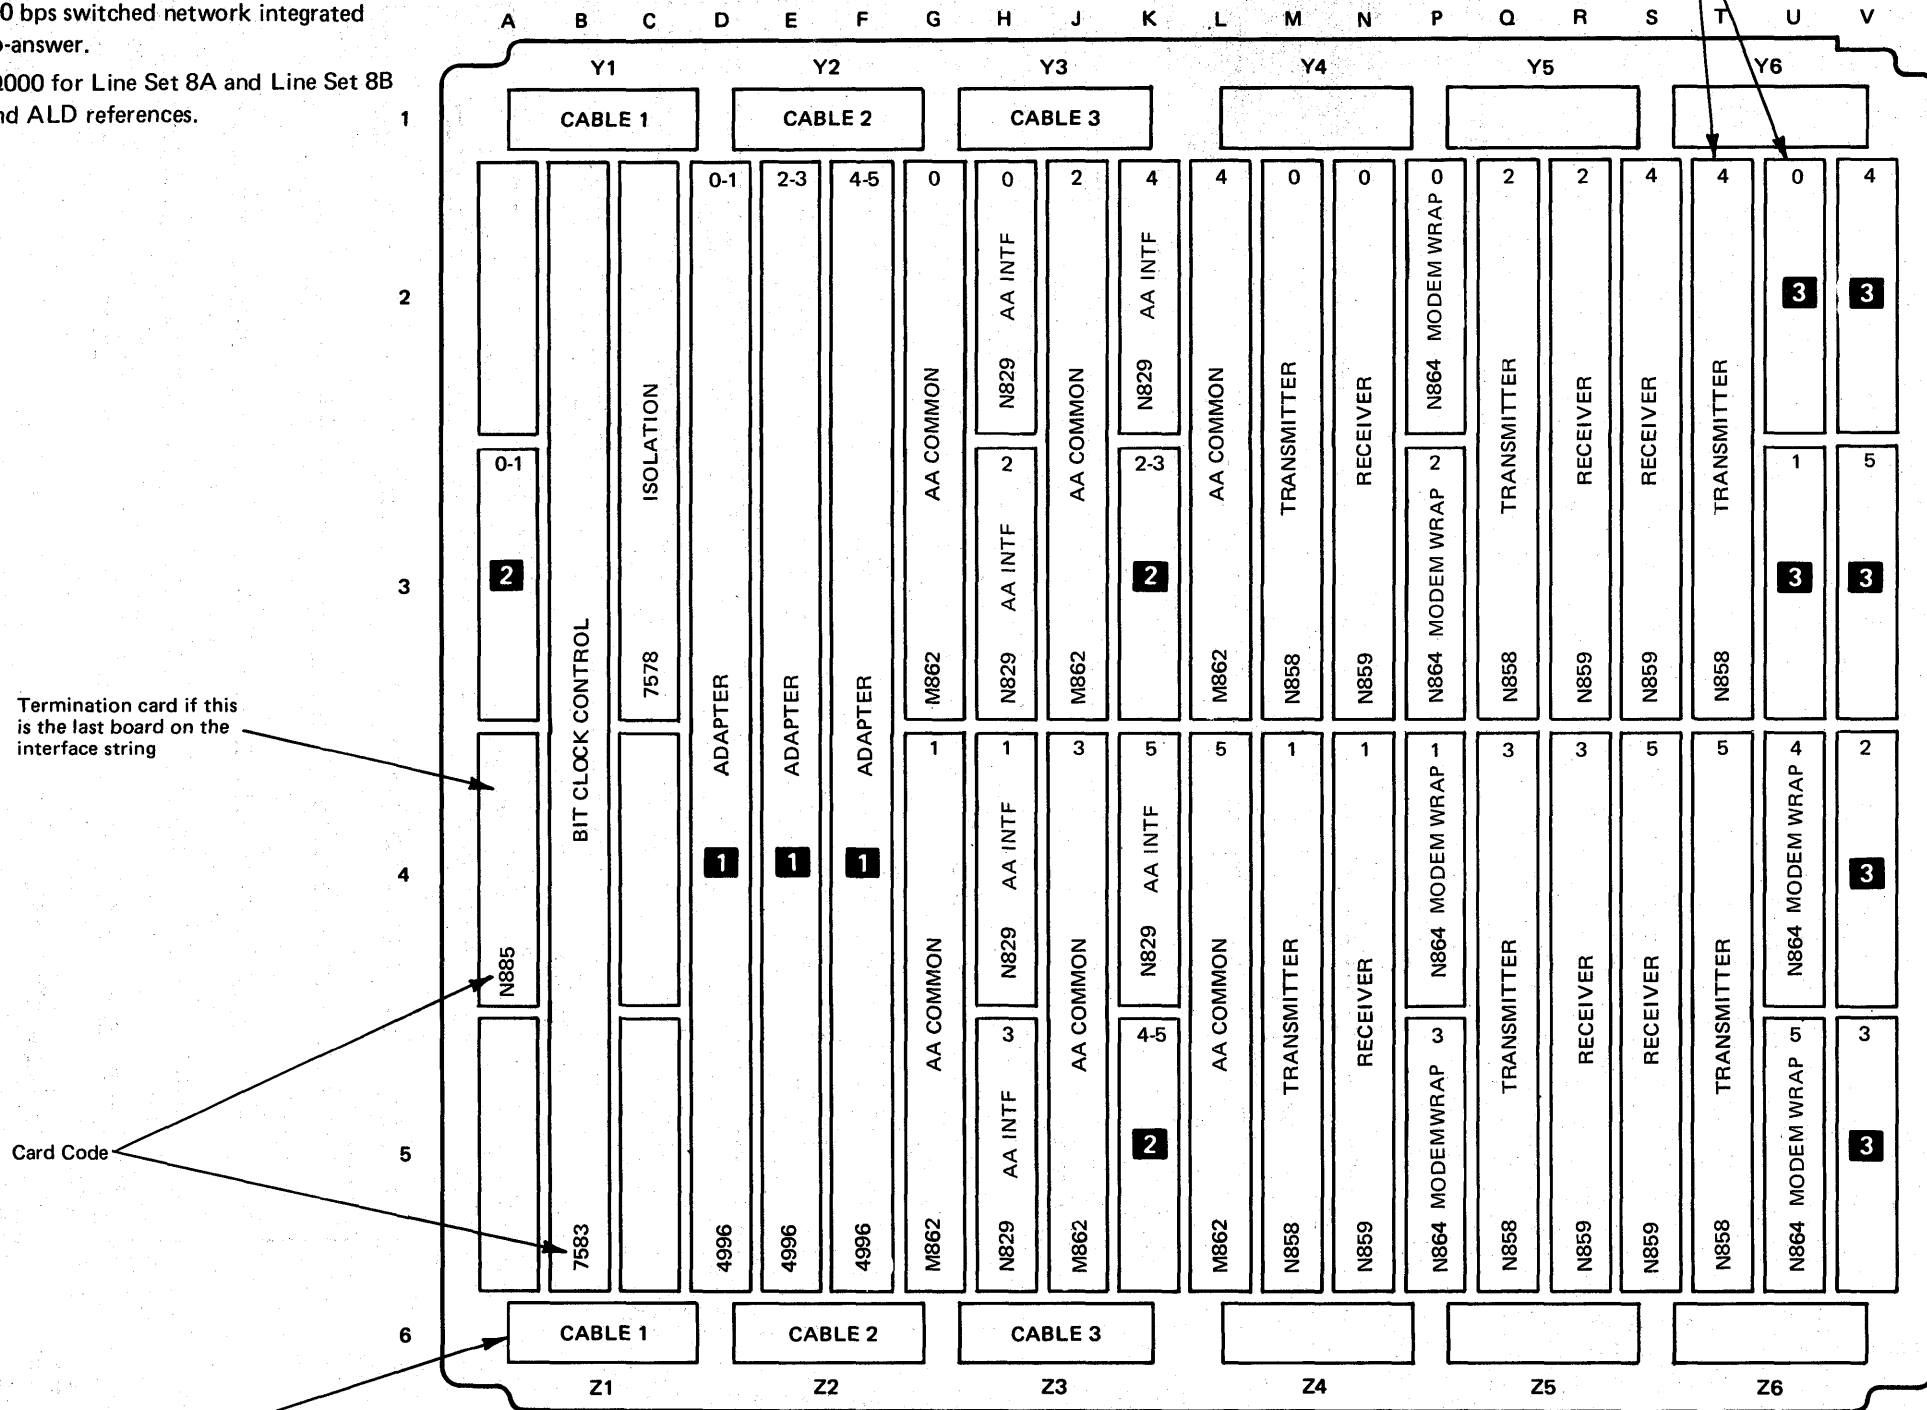 0 bps switched network integrated
-answer.
2000 for Line Set 8A and Line Set 8B
nd ALD references.
A B C D E F G H J K L M N P Q R S T U V
Y1 Y2 Y3 Y4 Y5 Y6
1
CABLE 1 CABLE 2 CABLE 3
0-1 2-3 4-5 0 0 2 4 4 0 0 0 2 2 4 4 0 4
2
AA INTF
N829
AA INTF
N829
MODEM WRAP
N864
3 3
0-1 2 2-3 2 1 5
ISOLATION
7578
AA COMMON
M862
AA COMMON
M862
AA COMMON
M862
TRANSMITTER
N858
RECEIVER
N859
TRANSMITTER
N858
RECEIVER
N859
RECEIVER
N859
TRANSMITTER
N858
3
2
AA INTF
N829
2
MODEM WRAP
N864
3 3
Termination card if this
is the last board on the
interface string
BIT CLOCK CONTROL
7583
ADAPTER
4996
ADAPTER
4996
ADAPTER
4996
1 1 3 5 5 1 1 1 3 3 5 5 4 2
4
N885
1 1 1
AA INTF
N829
AA INTF
N829
MODEM WRAP
N864
MODEM WRAP
N864
3
3 4-5 3 5 3
AA COMMON
M862
AA COMMON
M862
AA COMMON
M862
TRANSMITTER
N858
RECEIVER
N859
TRANSMITTER
N858
RECEIVER
N859
RECEIVER
N859
TRANSMITTER
N858
Card Code
5
AA INTF
N829
2
MODEM WRAP
N864
MODEM WRAP
N864
3
6
CABLE 1 CABLE 2 CABLE 3
Z1 Z2 Z3 Z4 Z5 Z6